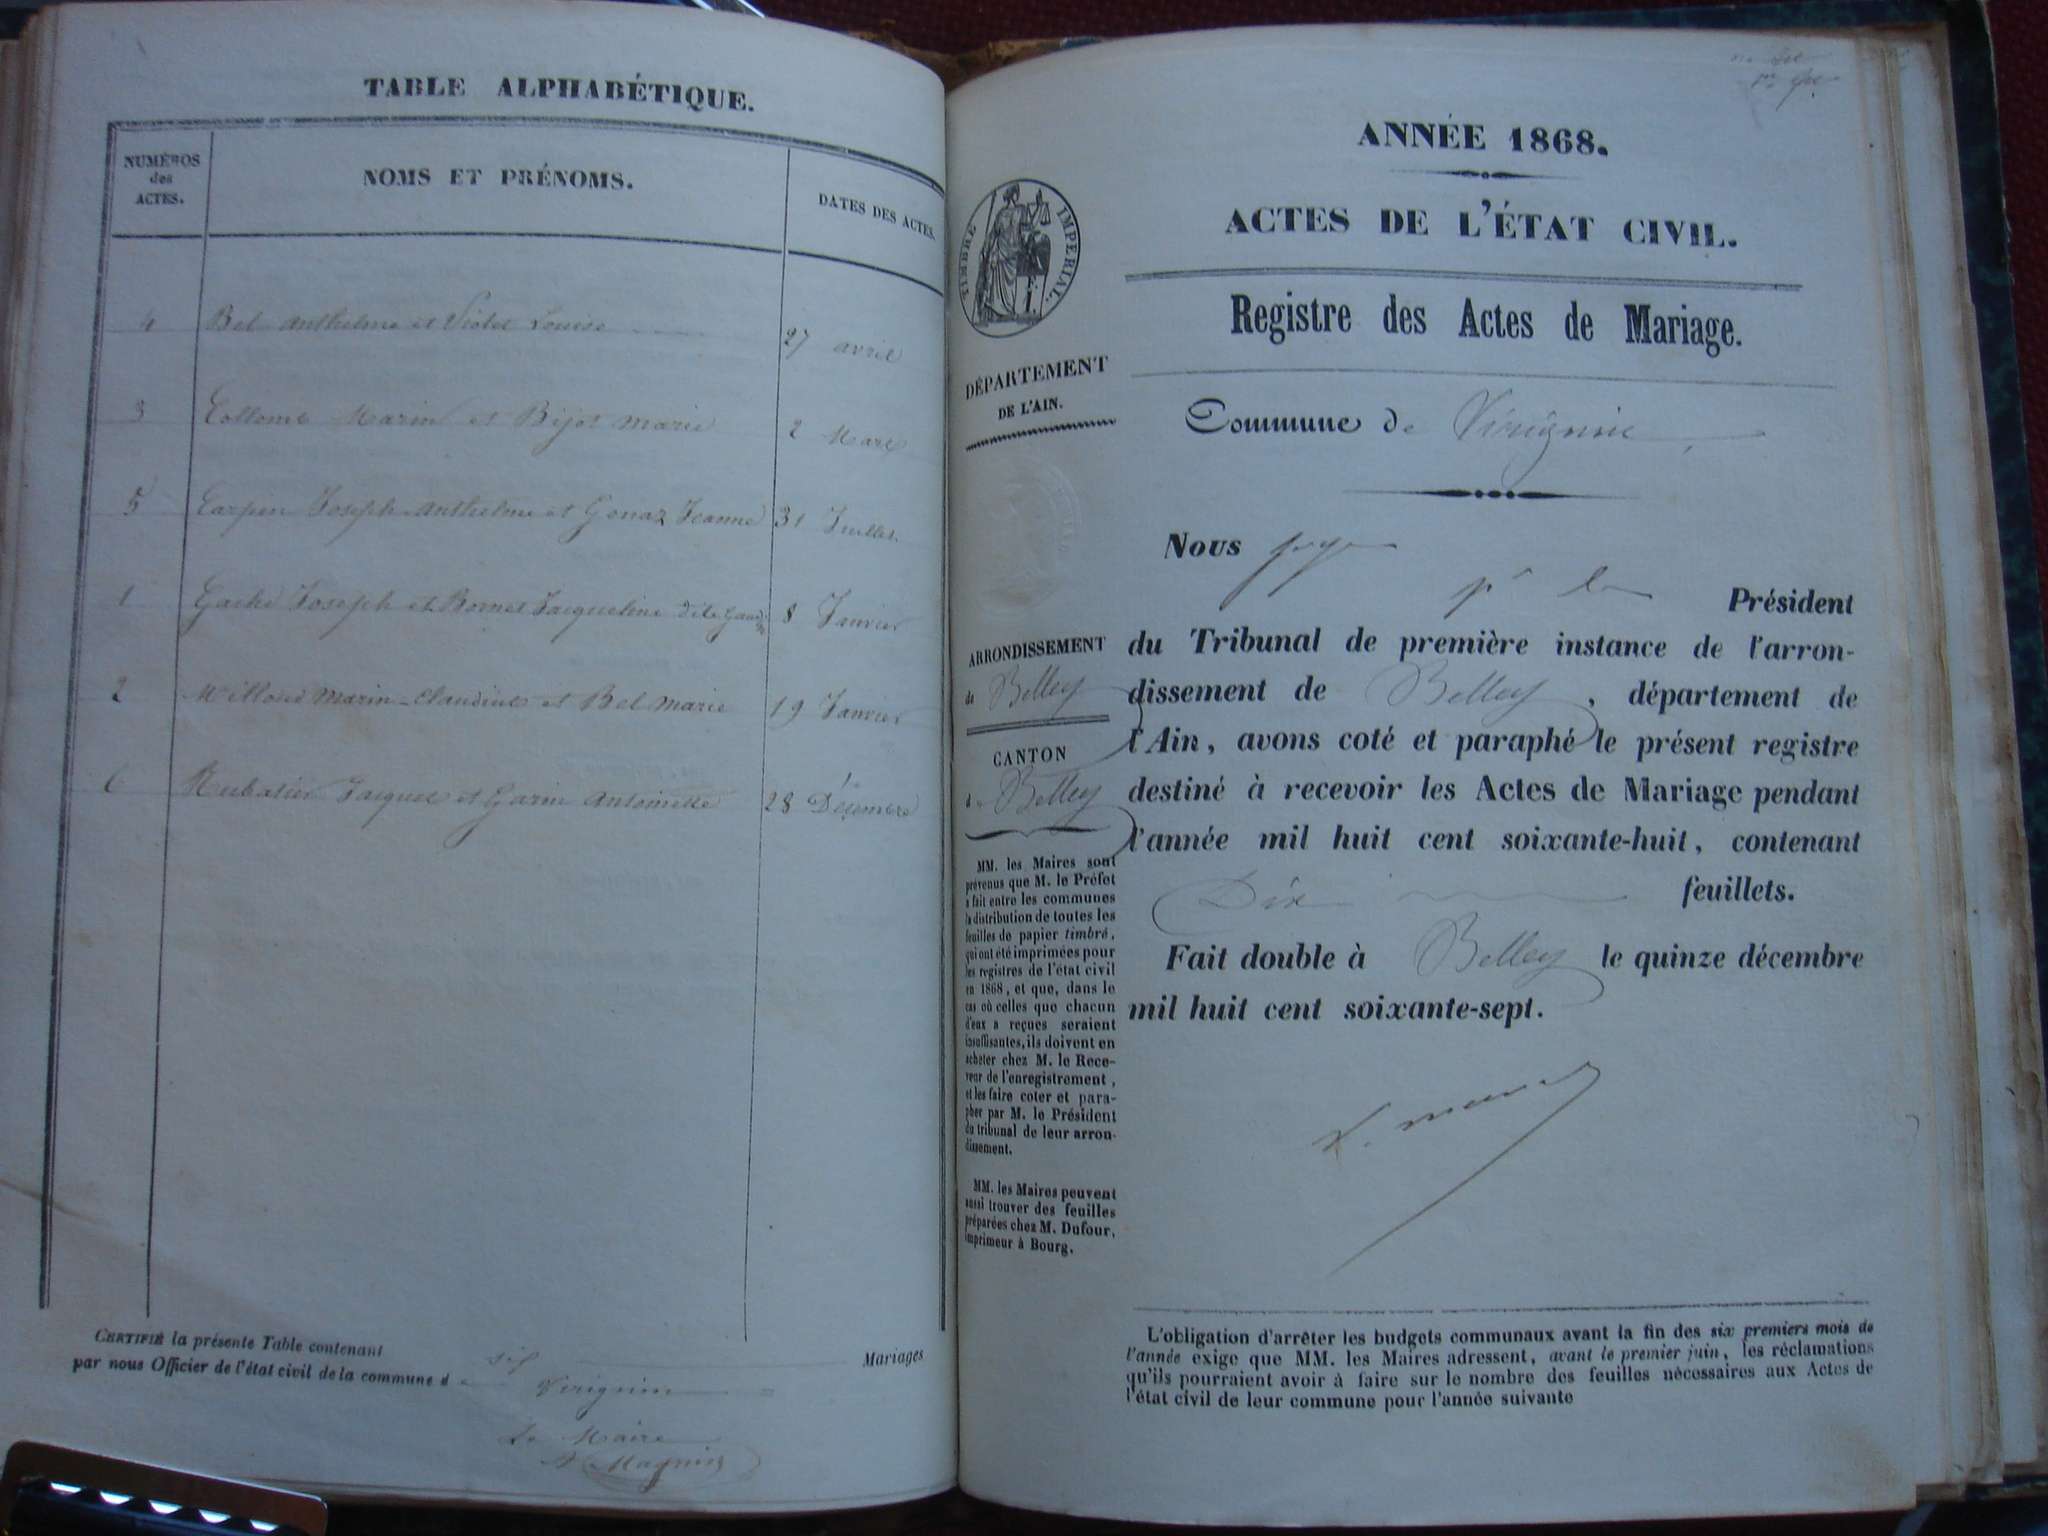 TABLE ALPHABÉTIQUE.
NUMÉROS
des
ACTES.
NOMS ET PRÉNOMS.
DATES DES ACTES.
4 Bel Anthelme et Violet Louise 27 avril
3 Collomb Marin et Bijot marie 2 Mars
5 Carpin Joseph-Anthelme et Gonaz Jeanne 31 Juillet
1 Gache Joseph et Bornet Jacqueline dite 8 Janvier
2 Milloud Marin-Claudius et Bel Marie 19 Janvier
6 Jacques et Garin Antoinette 28 Décembre
CERTIFIÉ la présente Table contenant six Mariages
par nous Officier de l'état civil de la commune d Virignin
Le Maire
Magnin
ANNÉE 1868.
ACTES DE L'ÉTAT CIVIL.
Registre des Actes de Mariage.
Commune de Virignin
TIMBRE IMPERIAL.
DÉPARTEMENT
DE L'AIN.
ARRONDISSEMENT
de Belley
CANTON
d Belley
MM. les Maires sont
prévenus que M. le Préfet
a fait entre les communes
la distribution de toutes les
feuilles de papier timbré,
qui ont été imprimées pour
les registres de l'état civil
en 1868, et que, dans le
cas où celles que chacun
d'eux a reçues seraient
insuffisantes, ils doivent en
acheter chez M. le Rece-
veur de l'enregistrement,
et les faire coter et para-
pher par M. le Président
du tribunal de leur arron-
dissement.
MM. les Maires peuvent
aussi trouver des feuilles
préparées chez M. Dufour,
imprimeur à Bourg.
Nous juge
pr le Président
du Tribunal de première instance de l'arron-
dissement de Belley, département de
l'Ain, avons coté et paraphé le présent registre
destiné à recevoir les Actes de Mariage pendant
l'année mil huit cent soixante-huit, contenant
Dix feuillets.
Fait double à Belley le quinze décembre
mil huit cent soixante-sept.
L'obligation d'arrêter les budgets communaux avant la fin des six premiers mois de
l'année exige que MM. les Maires adressent, avant le premier juin, les réclamations
qu'ils pourraient avoir à faire sur le nombre des feuilles nécessaires aux Actes de
l'état civil de leur commune pour l'année suivante